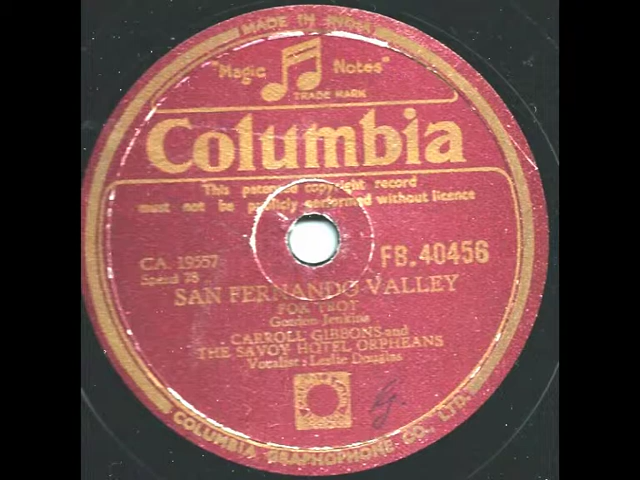 MADE IN INDIA
"Magic Notes"
TRADE MARK
Columbia
This patented copyright record
must not be publicly performed without licence
CA. 19557
FB.40456
Speed 78
SAN FERNANDO VALLEY
FOX TROT
Gordon Jenkins
CARROLL GIBBONS and
THE SAVOY HOTEL ORPHEANS
Vocalist : Leslie Douglas
COLUMBIA GRAPHOPHONE CO., LTD.